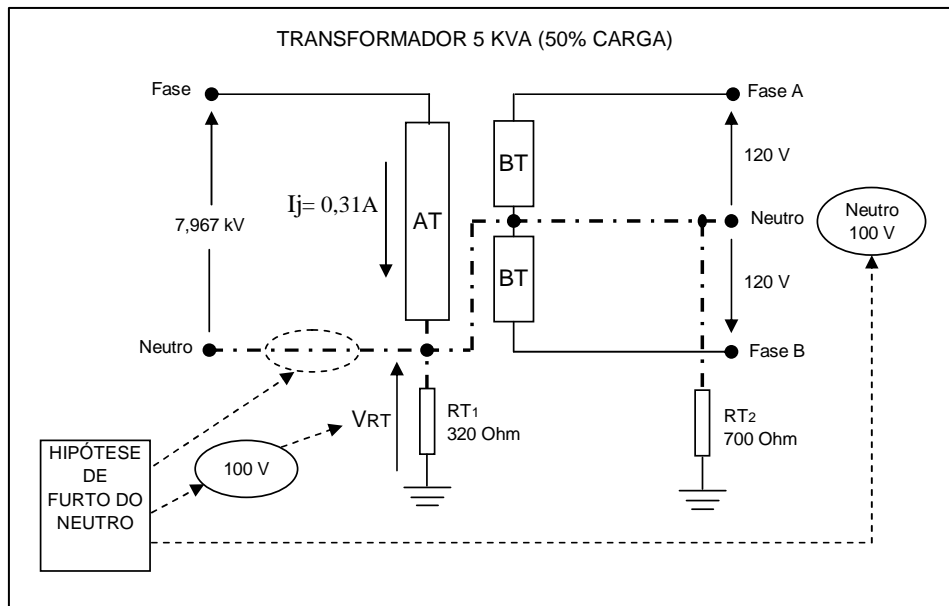 TRANSFORMADOR 5 KVA (50% CARGA)
Fase
Fase A
BT
120 V
Ij= 0,31A
7,967 kV
AT
Neutro
Neutro
100 V
BT
120 V
Neutro
Fase B
VRT
RT1
320 Ohm
RT2
700 Ohm
HIPÓTESE
DE
FURTO DO
NEUTRO
100 V